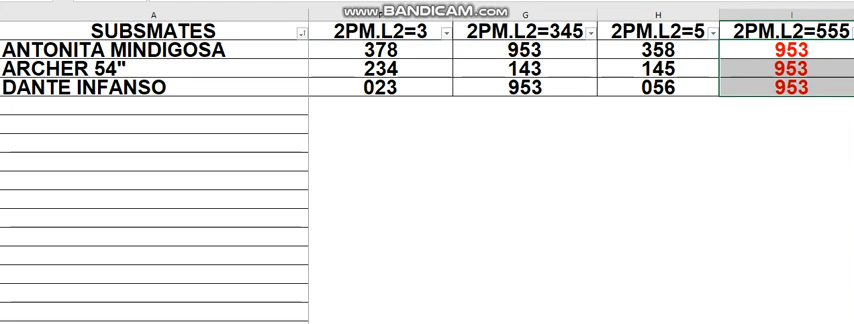 www.BANDICAM.com
A G H I
SUBSMATES 2PM.L2=3 2PM.L2=345 2PM.L2=5 2PM.L2=555
ANTONITA MINDIGOSA 378 953 358 953
ARCHER 54" 234 143 145 953
DANTE INFANSO 023 953 056 953